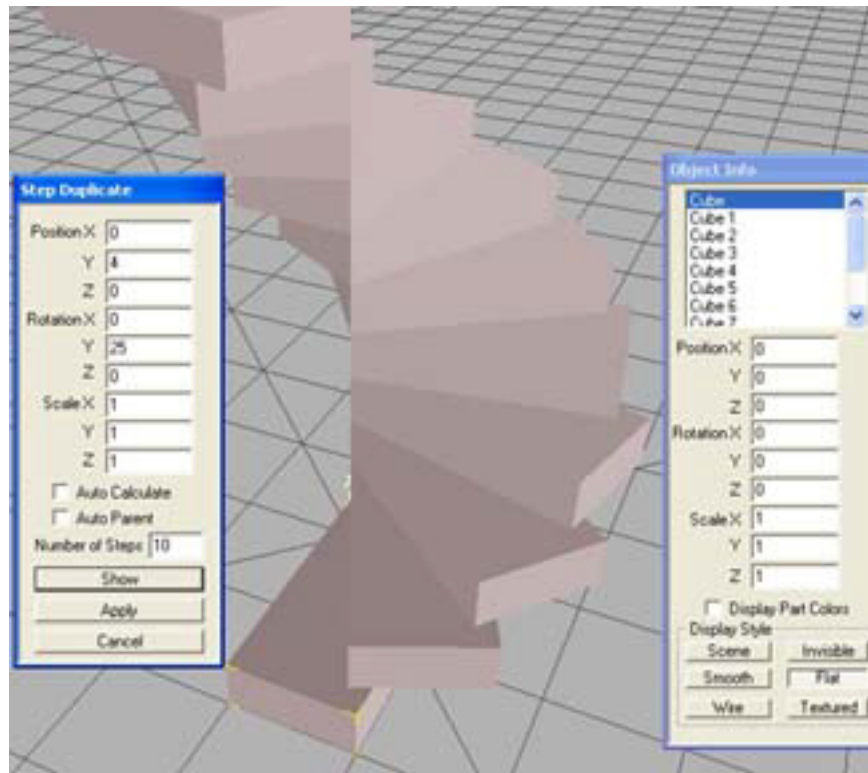 Step Duplicate
Position X 0
Y 4
Z 0
Rotation X 0
Y 25
Z 0
Scale X 1
Y 1
Z 1
Auto Calculate
Auto Parent
Number of Steps 10
Show
Apply
Cancel
Object Info
Cube
Cube 1
Cube 2
Cube 3
Cube 4
Cube 5
Cube 6
Cube 7
Position X 0
Y 0
Z 0
Rotation X 0
Y 0
Z 0
Scale X 1
Y 1
Z 1
Display Part Colors
Display Style
Scene Invisible
Smooth Flat
Wire Textured